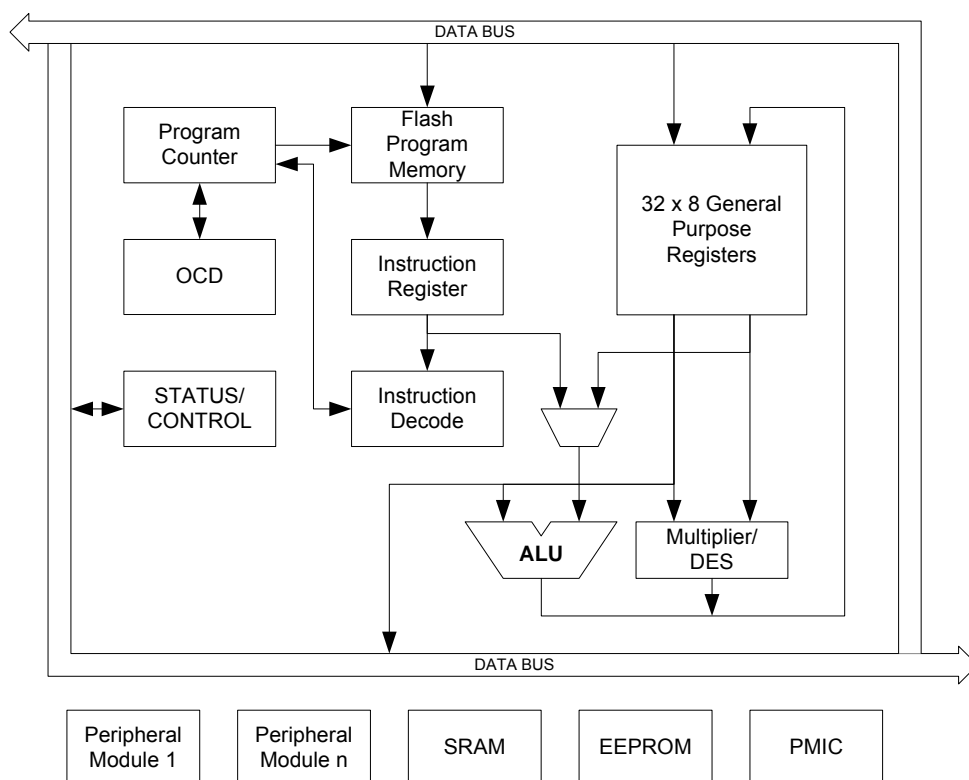 DATA BUS
Program
Counter
Flash
Program
Memory
32 x 8 General
Purpose
Registers
OCD
Instruction
Register
STATUS/
CONTROL
Instruction
Decode
ALU
Multiplier/
DES
DATA BUS
Peripheral
Module 1
Peripheral
Module n
SRAM
EEPROM
PMIC